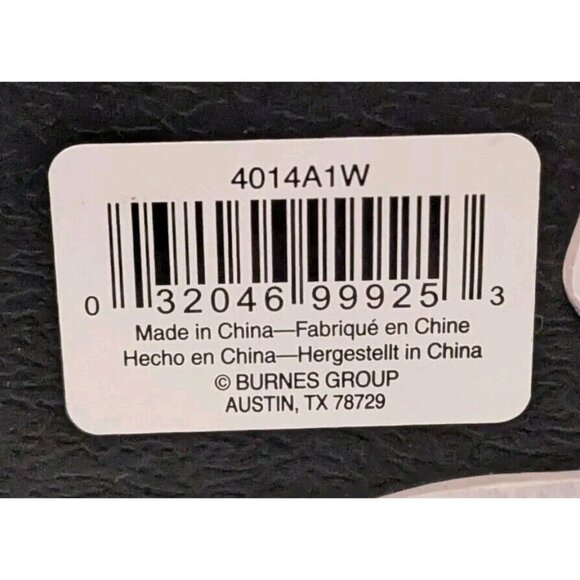 4014A1W
0 32046 99925 3
Made in China—Fabriqué en Chine
Hecho en China—Hergestellt in China
© BURNES GROUP
AUSTIN, TX 78729